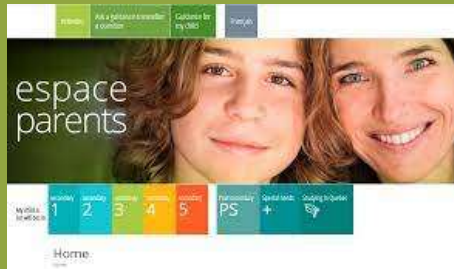 Ask a guidance counsellor
a question
Guidance for
my child
Français
espace
parents
secondary
1
secondary
2
secondary
3
secondary
4
secondary
5
PS
Special needs
+
Studying in Quebec
Home